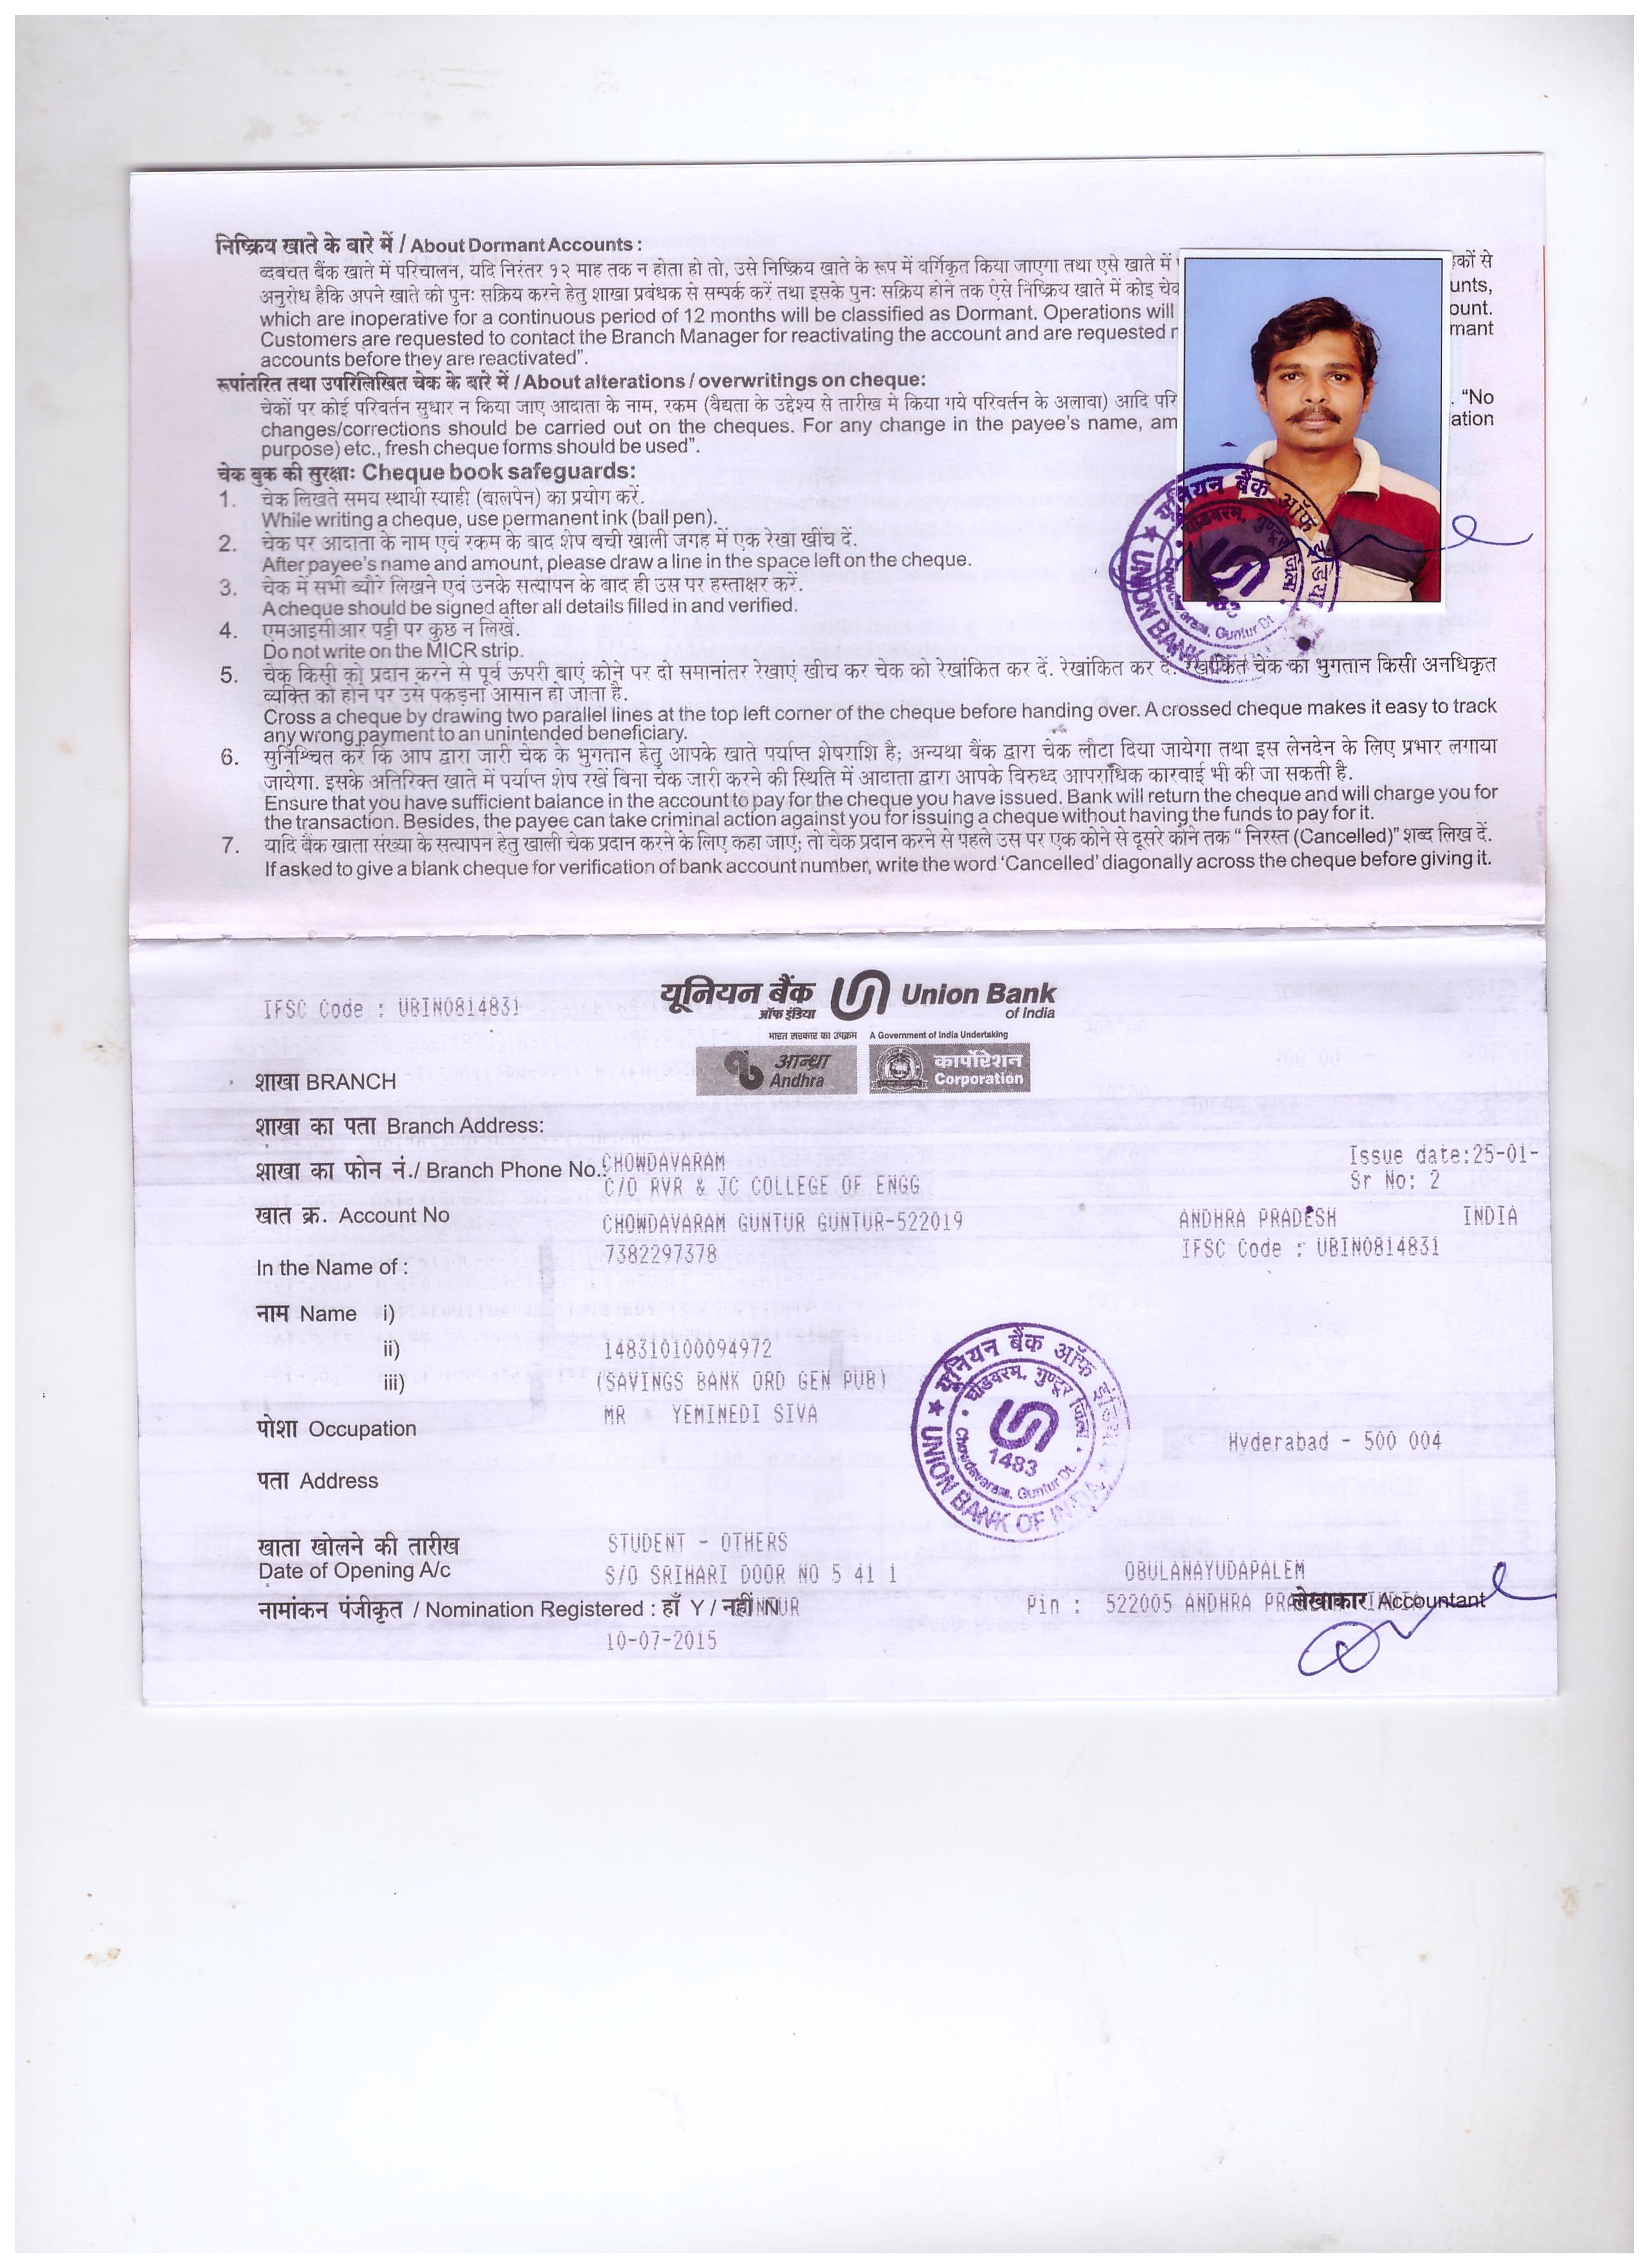 निष्क्रिय खाते के बारे में / About Dormant Accounts :
ब्दबचत बैंक खाते में परिचालन, यदि निरंतर १२ माह तक न होता हो तो, उसे निष्क्रिय खाते के रूप में वर्गिकृत किया जाएगा तथा एसे खाते में
अनुरोध हैकि अपने खाते को पुनः सक्रिय करने हेतु शाखा प्रबंधक से सम्पर्क करें तथा इसके पुनः सक्रिय होने तक ऐसे निष्क्रिय खाते में कोइ चेक unts,
which are inoperative for a continuous period of 12 months will be classified as Dormant. Operations will ount.
Customers are requested to contact the Branch Manager for reactivating the account and are requested mant
accounts before they are reactivated”.
रूपांतरित तथा उपरिलिखित चेक के बारे में / About alterations / overwritings on cheque:
चेकों पर कोई परिवर्तन सुधार न किया जाए आदाता के नाम, रकम (वैद्यता के उद्देश्य से तारीख मे किया गये परिवर्तन के अलावा) आदि परि . “No
changes/corrections should be carried out on the cheques. For any change in the payee’s name, am ation
purpose) etc., fresh cheque forms should be used”.
चेक बुक की सुरक्षाः Cheque book safeguards:
1. चेक लिखते समय स्थायी स्याही (बालपेन) का प्रयोग करें.
While writing a cheque, use permanent ink (ball pen).
2. चेक पर आदाता के नाम एवं रकम के बाद शेष बची खाली जगह में एक रेखा खींच दें.
After payee’s name and amount, please draw a line in the space left on the cheque.
3. चेक में सभी ब्यौरे लिखने एवं उनके सत्यापन के बाद ही उस पर हस्ताक्षर करें.
A cheque should be signed after all details filled in and verified.
4. एमआइसीआर पट्टी पर कुछ न लिखें.
Do not write on the MICR strip.
5. चेक किसी को प्रदान करने से पूर्व ऊपरी बाएं कोने पर दो समानांतर रेखाएं खींच कर चेक को रेखांकित कर दें. रेखांकित कर दें. रेखांकित चेक का भुगतान किसी अनधिकृत
व्यक्ति को होने पर उसे पकड़ना आसान हो जाता है.
Cross a cheque by drawing two parallel lines at the top left corner of the cheque before handing over. A crossed cheque makes it easy to track
any wrong payment to an unintended beneficiary.
6. सुनिश्चित करें कि आप द्वारा जारी चेक के भुगतान हेतु आपके खाते पर्याप्त शेषराशि है; अन्यथा बैंक द्वारा चेक लौटा दिया जायेगा तथा इस लेनदेन के लिए प्रभार लगाया
जायेगा. इसके अतिरिक्त खाते में पर्याप्त शेष रखें बिना चेक जारी करने की स्थिति में आदाता द्वारा आपके विरुध्द आपराधिक कारवाई भी की जा सकती है.
Ensure that you have sufficient balance in the account to pay for the cheque you have issued. Bank will return the cheque and will charge you for
the transaction. Besides, the payee can take criminal action against you for issuing a cheque without having the funds to pay for it.
7. यादि बैंक खाता संख्या के सत्यापन हेतु खाली चेक प्रदान करने के लिए कहा जाए; तो चेक प्रदान करने से पहले उस पर एक कोने से दूसरे कोने तक “ निरस्त (Cancelled)” शब्द लिख दें.
If asked to give a blank cheque for verification of bank account number, write the word ‘Cancelled’ diagonally across the cheque before giving it.
IFSC Code : UBIN0814831
यूनियन बैंक Union Bank
ऑफ इंडिया of India
भारत सरकार का उपक्रम A Government of India Undertaking
आन्ध्रा कार्पोरेशन
Andhra Corporation
शाखा BRANCH
शाखा का पता Branch Address:
शाखा का फोन नं./ Branch Phone No.: CHOWDAVARAM Issue date:25-01-
C/O RVR & JC COLLEGE OF ENGG Sr No: 2
खात क्र. Account No CHOWDAVARAM GUNTUR GUNTUR-522019 ANDHRA PRADESH INDIA
7382297378 IFSC Code : UBIN0814831
In the Name of :
नाम Name i)
ii) 148310100094972
iii) (SAVINGS BANK ORD GEN PUB)
MR YEMINEDI SIVA
पोशा Occupation
Hyderabad - 500 004
पता Address
यूनियन बैंक ऑफ इंडिया
चौडवरम, गुण्टूर जिला
1483
Chowdavaram, Guntur Dt.
UNION BANK OF INDIA
खाता खोलने की तारीख STUDENT - OTHERS
Date of Opening A/c S/O SRIHARI DOOR NO 5 41 1 OBULANAYUDAPALEM
नामांकन पंजीकृत / Nomination Registered : हाँ Y / नहीं N Pin : 522005 ANDHRA लेखाकार Accountant
10-07-2015